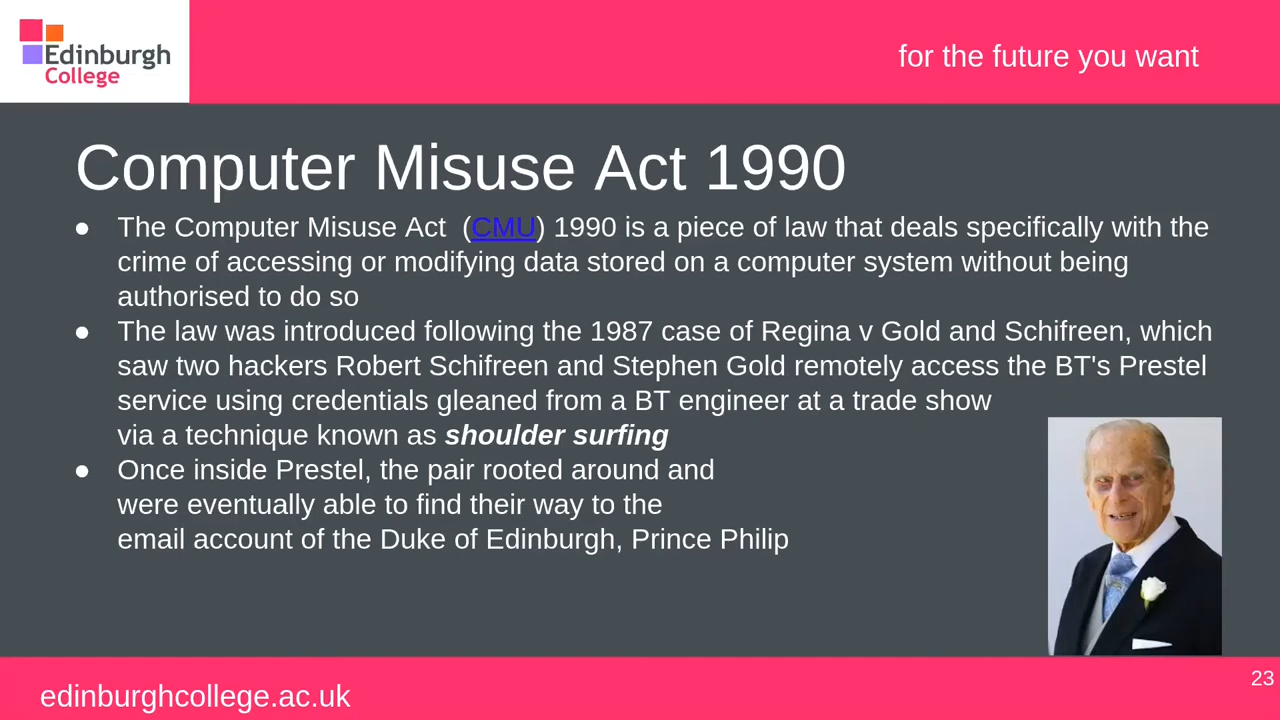 Edinburgh
College
for the future you want
Computer Misuse Act 1990
● The Computer Misuse Act  (CMU) 1990 is a piece of law that deals specifically with the
crime of accessing or modifying data stored on a computer system without being
authorised to do so
● The law was introduced following the 1987 case of Regina v Gold and Schifreen, which
saw two hackers Robert Schifreen and Stephen Gold remotely access the BT's Prestel
service using credentials gleaned from a BT engineer at a trade show
via a technique known as shoulder surfing
● Once inside Prestel, the pair rooted around and
were eventually able to find their way to the
email account of the Duke of Edinburgh, Prince Philip
edinburghcollege.ac.uk
23